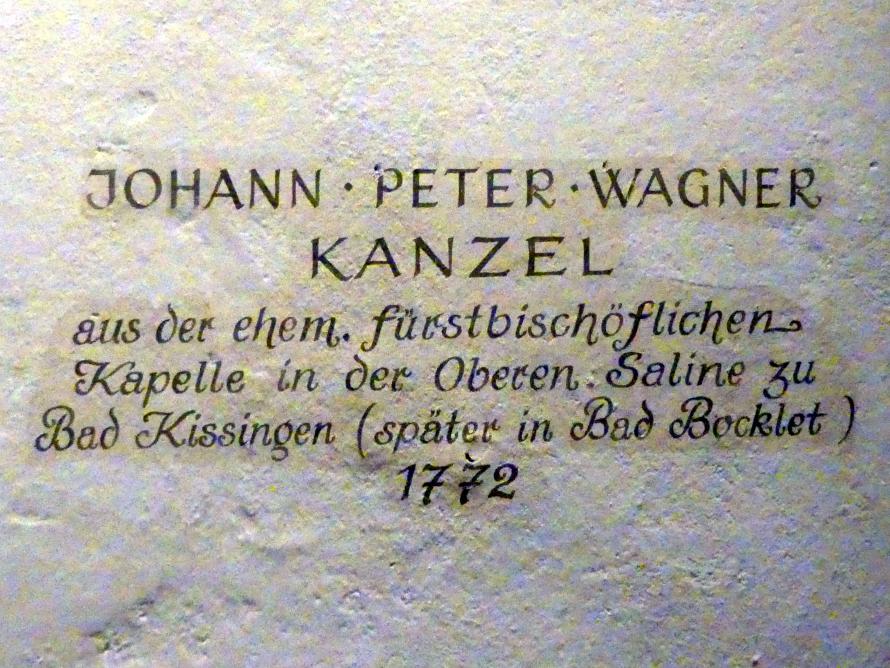 JOHANN · PETER · WAGNER
KANZEL
aus der ehem. fürstbischöflichen
Kapelle in der Oberen Saline zu
Bad Kissingen (später in Bad Bocklet)
1772